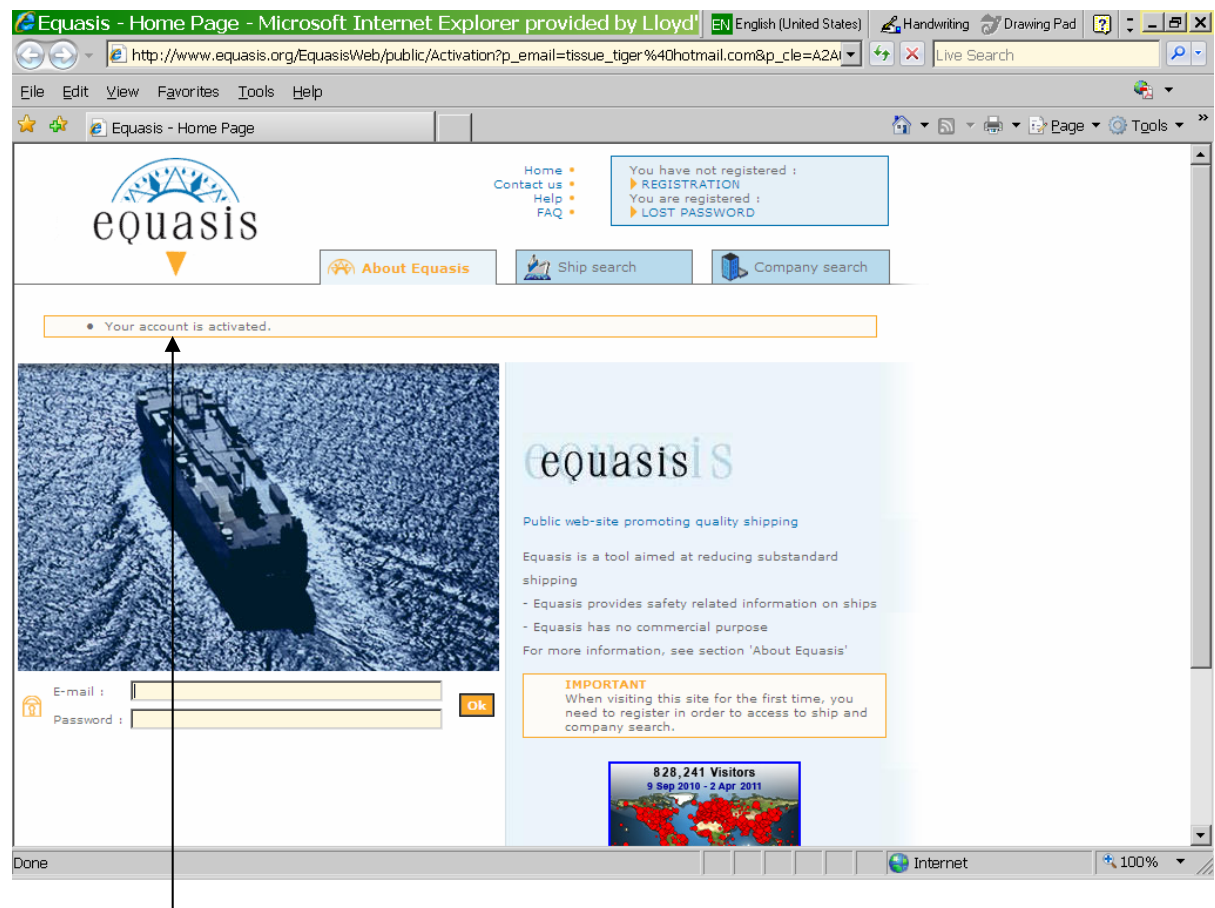 Equasis - Home Page - Microsoft Internet Explorer provided by Lloyd'
EN English (United States)
Handwriting
Drawing Pad
http://www.equasis.org/EquasisWeb/public/Activation?p_email=tissue_tiger%40hotmail.com&p_cle=A2A
Live Search
File Edit View Favorites Tools Help
Equasis - Home Page
Page
Tools
equasis
Home
Contact us
Help
FAQ
You have not registered :
REGISTRATION
You are registered :
LOST PASSWORD
About Equasis
Ship search
Company search
Your account is activated.
equasis
Public web-site promoting quality shipping
Equasis is a tool aimed at reducing substandard
shipping
- Equasis provides safety related information on ships
- Equasis has no commercial purpose
For more information, see section 'About Equasis'
E-mail :
Password :
Ok
IMPORTANT
When visiting this site for the first time, you
need to register in order to access to ship and
company search.
828,241 Visitors
9 Sep 2010 - 2 Apr 2011
Done
Internet
100%